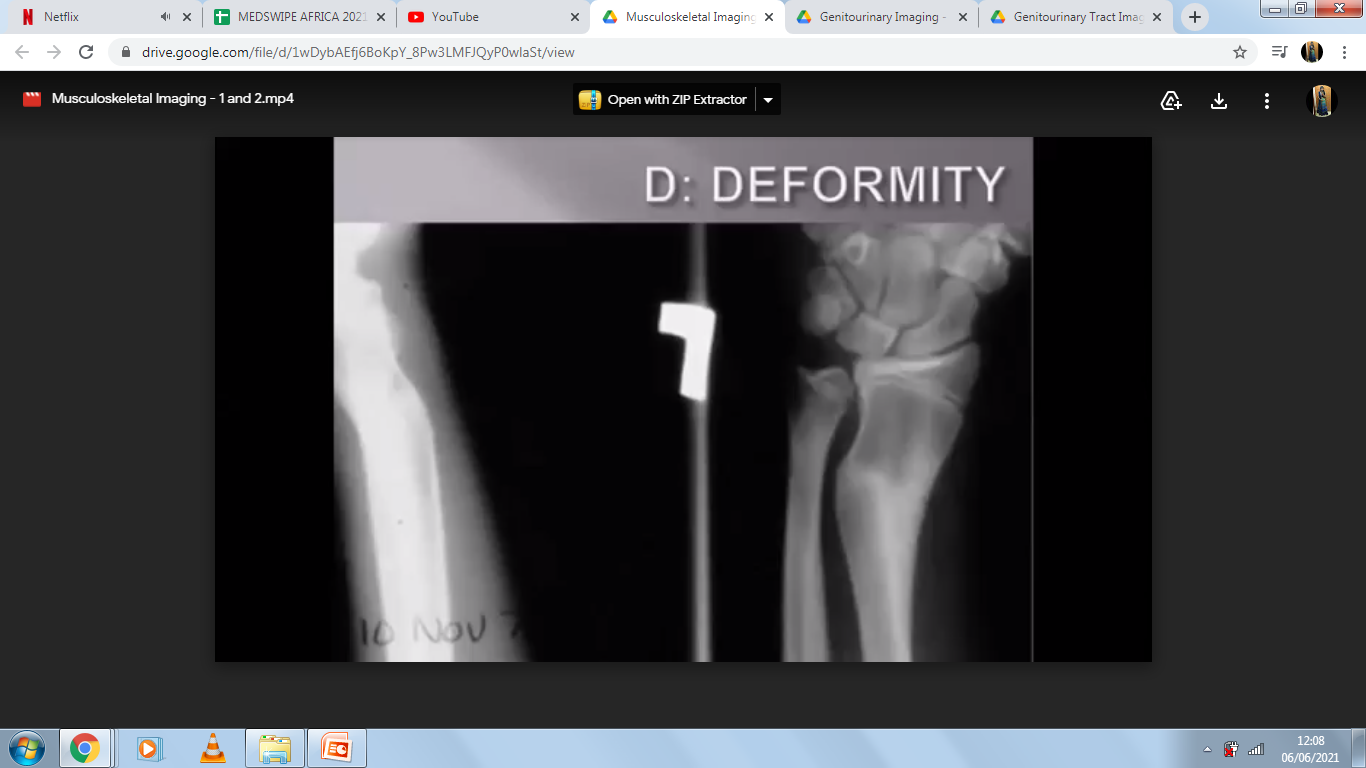 Netflix
MEDSWIPE AFRICA 2021
YouTube
Musculoskeletal Imaging
Genitourinary Imaging -
Genitourinary Tract Imag
drive.google.com/file/d/1wDybAEfj6BoKpY_8Pw3LMFJQyP0wlaSt/view
Musculoskeletal Imaging - 1 and 2.mp4
Open with ZIP Extractor
D: DEFORMITY
10 NOV 7
12:08
06/06/2021